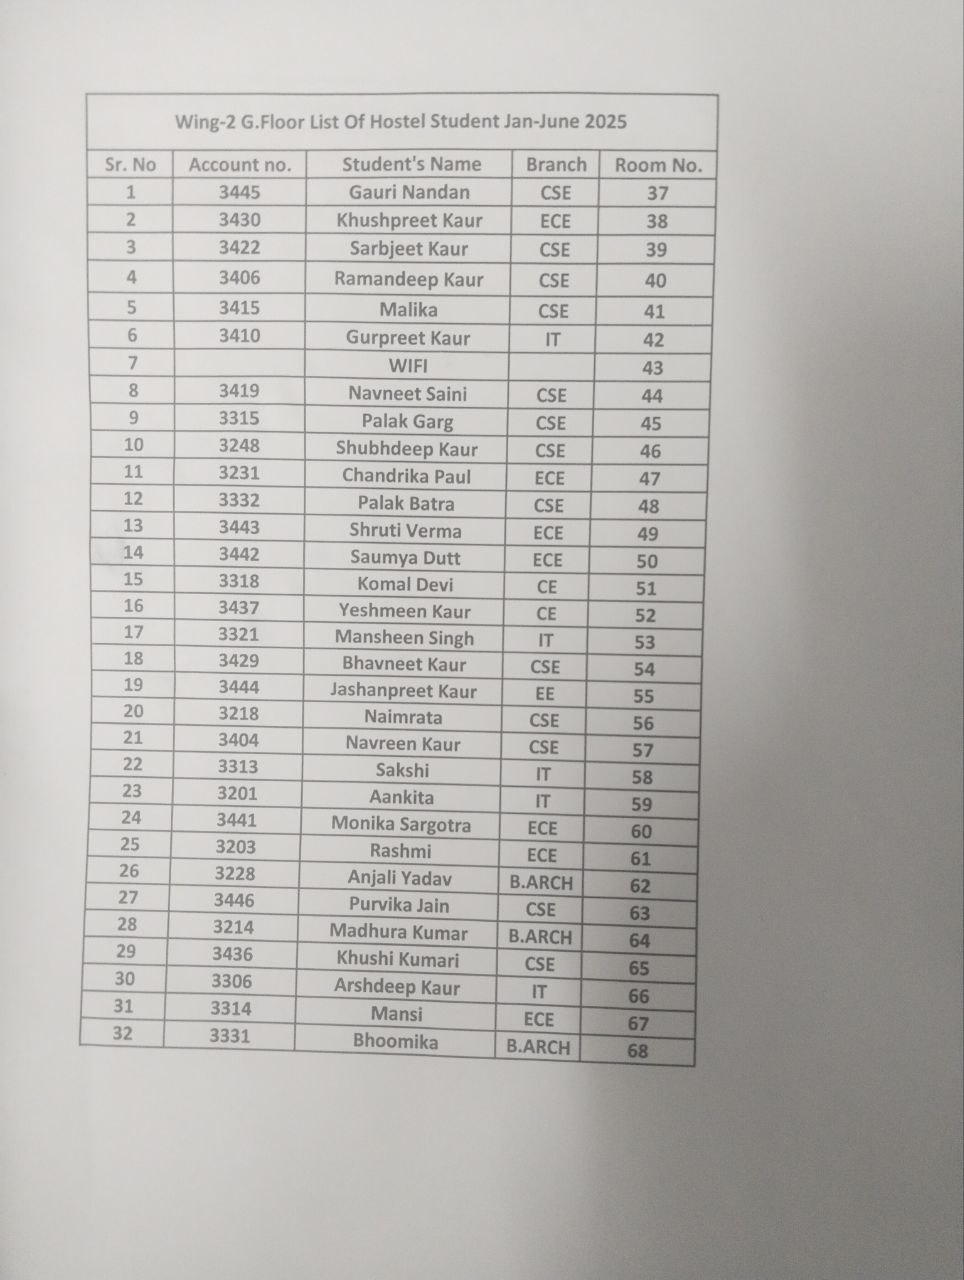 Wing-2 G.Floor List Of Hostel Student Jan-June 2025
Sr. No Account no. Student's Name Branch Room No.
1 3445 Gauri Nandan CSE 37
2 3430 Khushpreet Kaur ECE 38
3 3422 Sarbjeet Kaur CSE 39
4 3406 Ramandeep Kaur CSE 40
5 3415 Malika CSE 41
6 3410 Gurpreet Kaur IT 42
7 WIFI 43
8 3419 Navneet Saini CSE 44
9 3315 Palak Garg CSE 45
10 3248 Shubhdeep Kaur CSE 46
11 3231 Chandrika Paul ECE 47
12 3332 Palak Batra CSE 48
13 3443 Shruti Verma ECE 49
14 3442 Saumya Dutt ECE 50
15 3318 Komal Devi CE 51
16 3437 Yeshmeen Kaur CE 52
17 3321 Mansheen Singh IT 53
18 3429 Bhavneet Kaur CSE 54
19 3444 Jashanpreet Kaur EE 55
20 3218 Naimrata CSE 56
21 3404 Navreen Kaur CSE 57
22 3313 Sakshi IT 58
23 3201 Aankita IT 59
24 3441 Monika Sargotra ECE 60
25 3203 Rashmi ECE 61
26 3228 Anjali Yadav B.ARCH 62
27 3446 Purvika Jain CSE 63
28 3214 Madhura Kumar B.ARCH 64
29 3436 Khushi Kumari CSE 65
30 3306 Arshdeep Kaur IT 66
31 3314 Mansi ECE 67
32 3331 Bhoomika B.ARCH 68